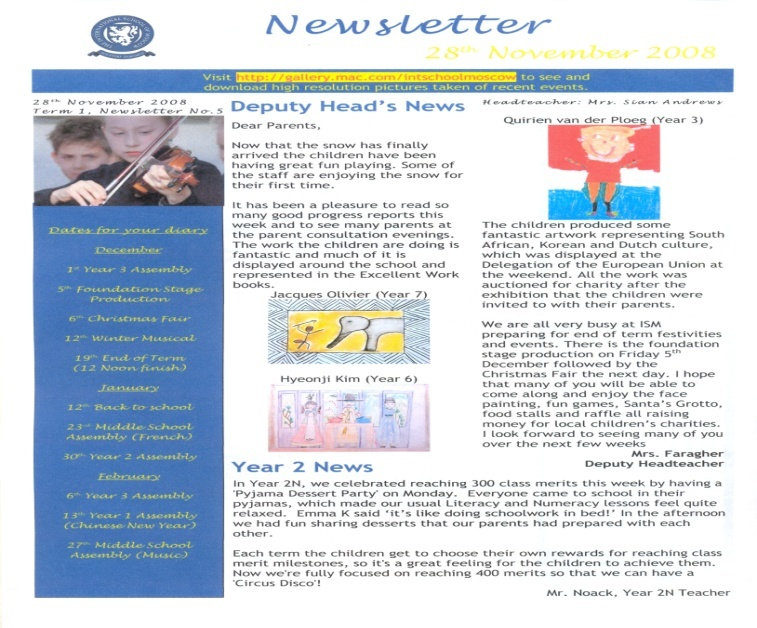 Newsletter
28th November 2008
Visit http://gallery.mac.com/intschoolmoscow to see and
download high resolution pictures taken of recent events.
28th November 2008
Term 1, Newsletter No.5
Dates for your diary
December
1st Year 3 Assembly
5th Foundation Stage
Production
6th Christmas Fair
12th Winter Musical
19th End of Term
(12 Noon finish)
January
12th Back to school
23rd Middle School
Assembly (French)
30th Year 2 Assembly
February
6th Year 3 Assembly
13th Year 1 Assembly
(Chinese New Year)
27th Middle School
Assembly (Music)
Deputy Head's News
Dear Parents,
Now that the snow has finally
arrived the children have been
having great fun playing. Some of
the staff are enjoying the snow for
their first time.
It has been a pleasure to read so
many good progress reports this
week and to see many parents at
the parent consultation evenings.
The work the children are doing is
fantastic and much of it is
displayed around the school and
represented in the Excellent Work
books.
Jacques Olivier (Year 7)
Hyeonji Kim (Year 6)
Headteacher: Mrs. Sian Andrews
Quirien van der Ploeg (Year 3)
The children produced some
fantastic artwork representing South
African, Korean and Dutch culture,
which was displayed at the
Delegation of the European Union at
the weekend. All the work was
auctioned for charity after the
exhibition that the children were
invited to with their parents.
We are all very busy at ISM
preparing for end of term festivities
and events. There is the foundation
stage production on Friday 5th
December followed by the
Christmas Fair the next day. I hope
that many of you will be able to
come along and enjoy the face
painting, fun games, Santa's Grotto,
food stalls and raffle all raising
money for local children's charities.
I look forward to seeing many of you
over the next few weeks
Mrs. Faragher
Deputy Headteacher
Year 2 News
In Year 2N, we celebrated reaching 300 class merits this week by having a
'Pyjama Dessert Party' on Monday. Everyone came to school in their
pyjamas, which made our usual Literacy and Numeracy lessons feel quite
relaxed. Emma K said 'it's like doing schoolwork in bed!' In the afternoon
we had fun sharing desserts that our parents had prepared with each
other.
Each term the children get to choose their own rewards for reaching class
merit milestones, so it's a great feeling for the children to achieve them.
Now we're fully focused on reaching 400 merits so that we can have a
'Circus Disco'!
Mr. Noack, Year 2N Teacher